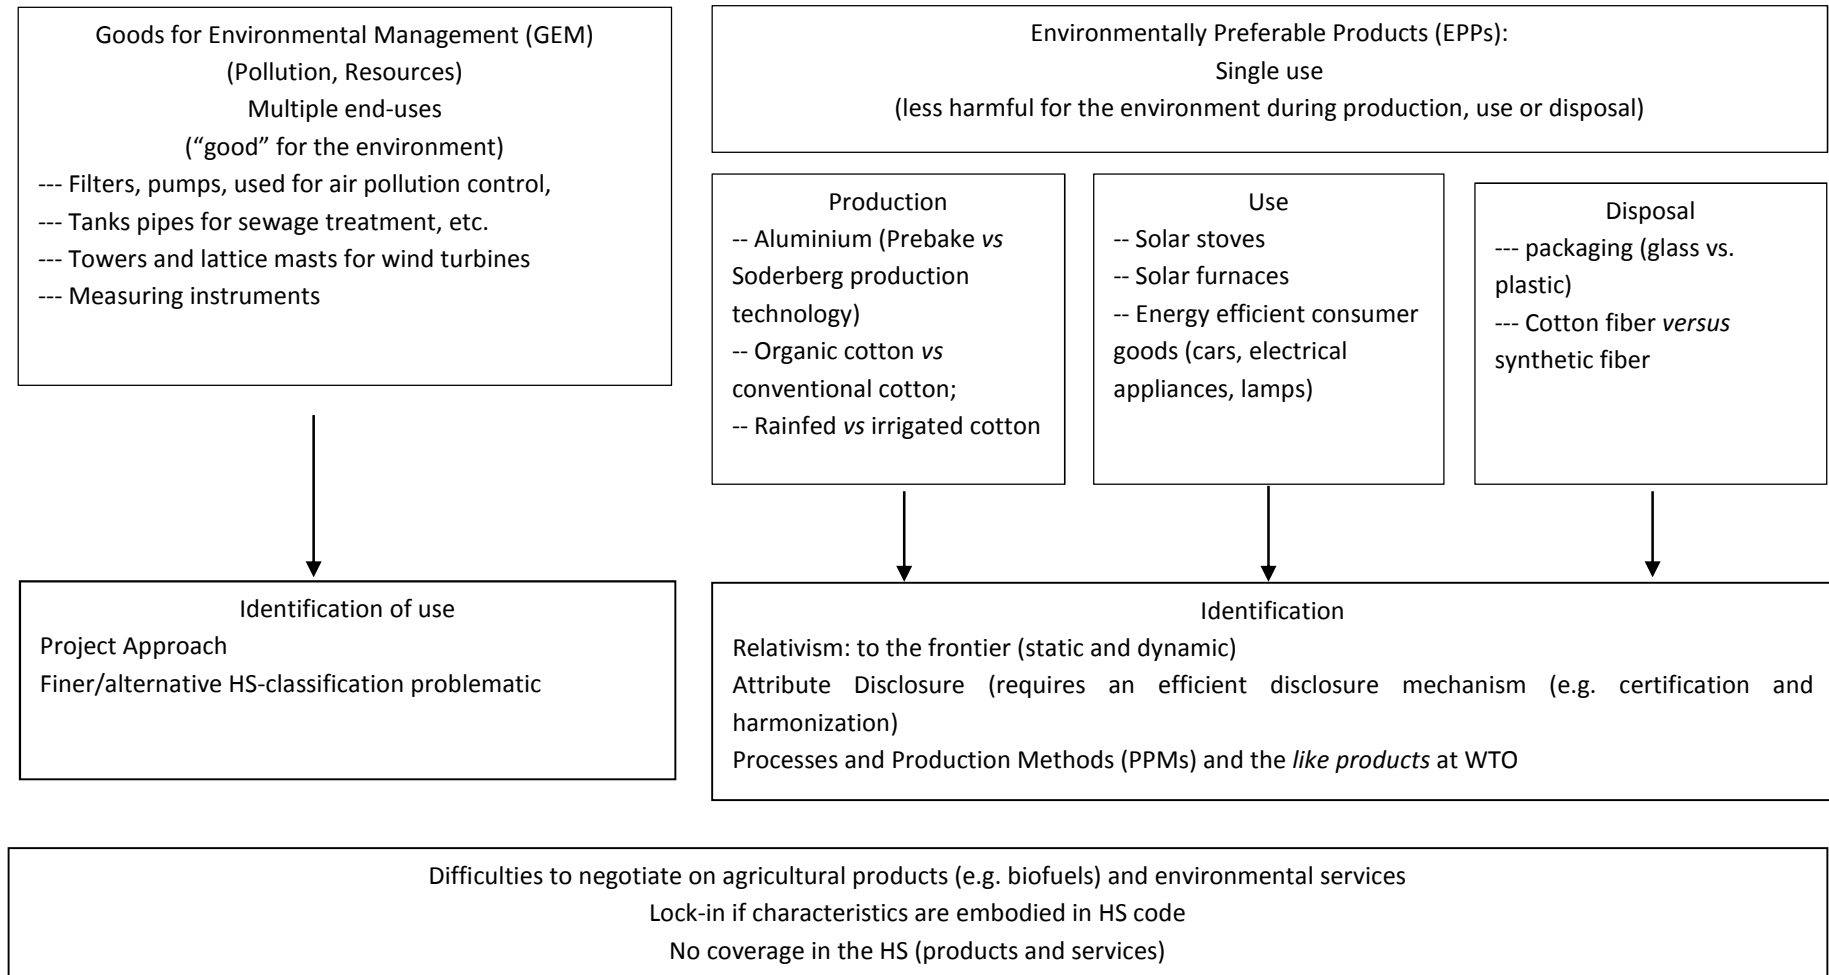 Goods for Environmental Management (GEM)
(Pollution, Resources)
Multiple end-uses
(“good” for the environment)
--- Filters, pumps, used for air pollution control,
--- Tanks pipes for sewage treatment, etc.
--- Towers and lattice masts for wind turbines
--- Measuring instruments
Environmentally Preferable Products (EPPs):
Single use
(less harmful for the environment during production, use or disposal)
Production
-- Aluminium (Prebake vs
Soderberg production
technology)
-- Organic cotton vs
conventional cotton;
-- Rainfed vs irrigated cotton
Use
-- Solar stoves
-- Solar furnaces
-- Energy efficient consumer
goods (cars, electrical
appliances, lamps)
Disposal
--- packaging (glass vs.
plastic)
--- Cotton fiber versus
synthetic fiber
Identification of use
Project Approach
Finer/alternative HS-classification problematic
Identification
Relativism: to the frontier (static and dynamic)
Attribute Disclosure (requires an efficient disclosure mechanism (e.g. certification and
harmonization)
Processes and Production Methods (PPMs) and the like products at WTO
Difficulties to negotiate on agricultural products (e.g. biofuels) and environmental services
Lock-in if characteristics are embodied in HS code
No coverage in the HS (products and services)